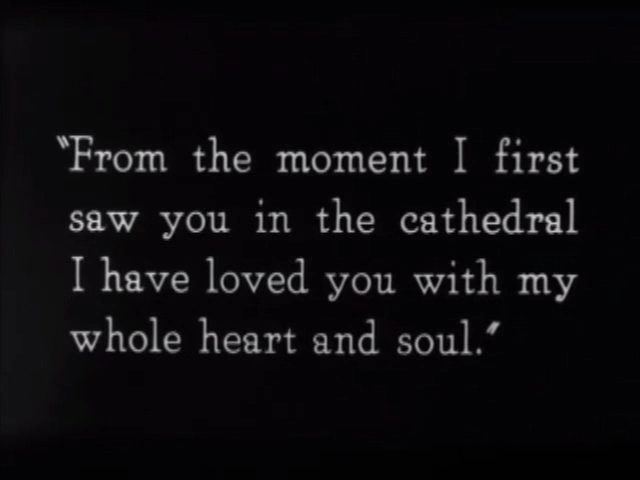 "From the moment I first
saw you in the cathedral
I have loved you with my
whole heart and soul."